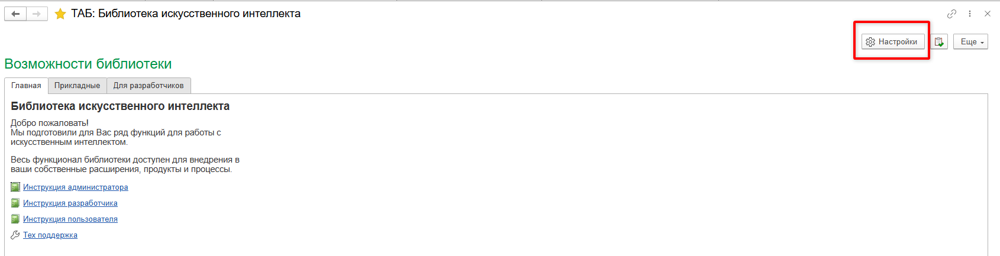 ТАБ: Библиотека искусственного интеллекта
Настройки
Еще
Возможности библиотеки
Главная
Прикладные
Для разработчиков
Библиотека искусственного интеллекта
Добро пожаловать!
Мы подготовили для Вас ряд функций для работы с
искусственным интеллектом.
Весь функционал библиотеки доступен для внедрения в
ваши собственные расширения, продукты и процессы.
Инструкция администратора
Инструкция разработчика
Инструкция пользователя
Тех поддержка